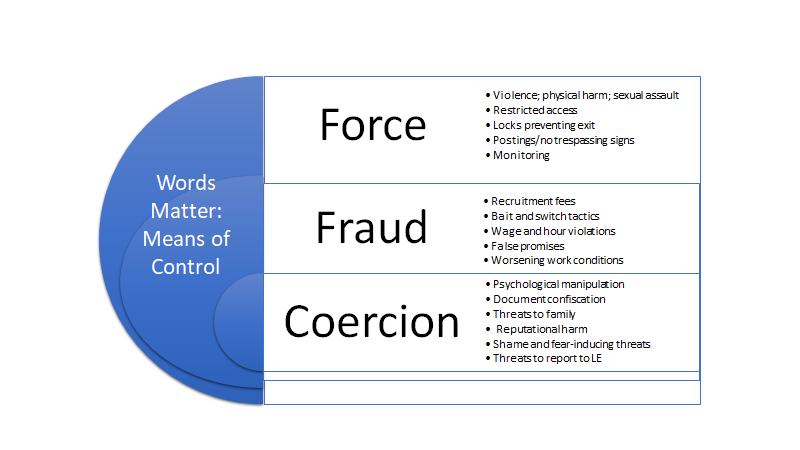 Words
Matter:
Means of
Control
Force
• Violence; physical harm; sexual assault
• Restricted access
• Locks preventing exit
• Postings/no trespassing signs
• Monitoring
Fraud
• Recruitment fees
• Bait and switch tactics
• Wage and hour violations
• False promises
• Worsening work conditions
Coercion
• Psychological manipulation
• Document confiscation
• Threats to family
• Reputational harm
• Shame and fear-inducing threats
• Threats to report to LE